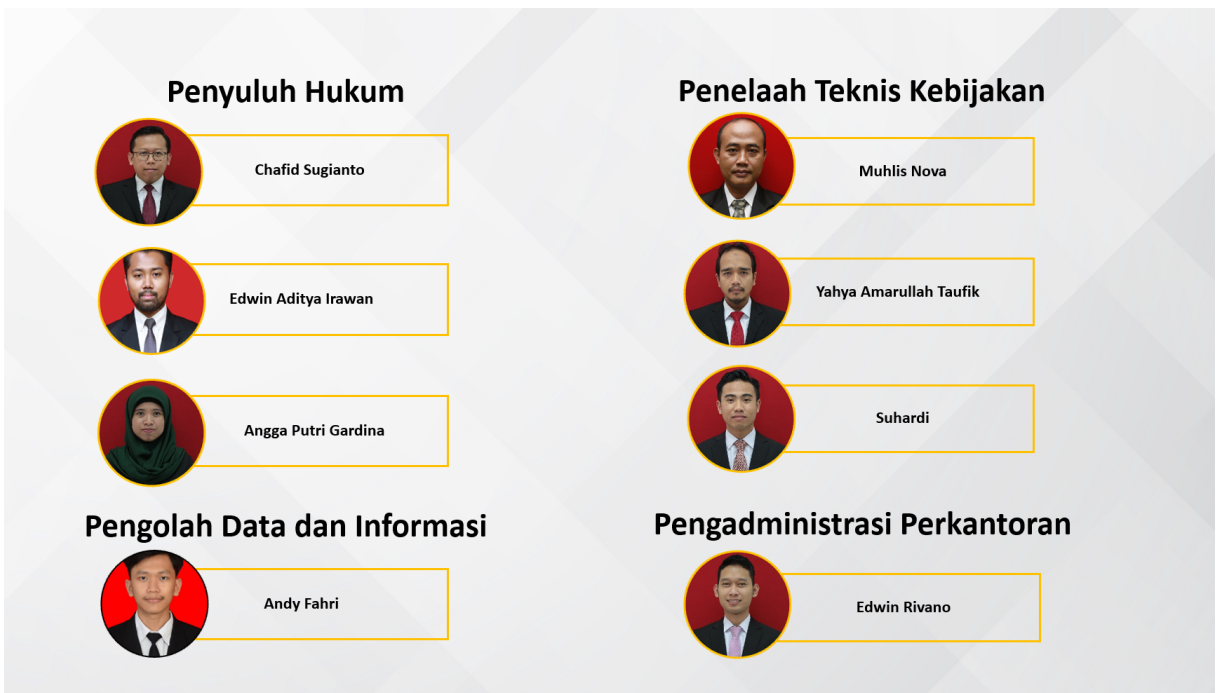 Penyuluh Hukum
Chafid Sugianto
Edwin Aditya Irawan
Angga Putri Gardina
Pengolah Data dan Informasi
Andy Fahri
Penelaah Teknis Kebijakan
Muhlis Nova
Yahya Amarullah Taufik
Suhardi
Pengadministrasi Perkantoran
Edwin Rivano